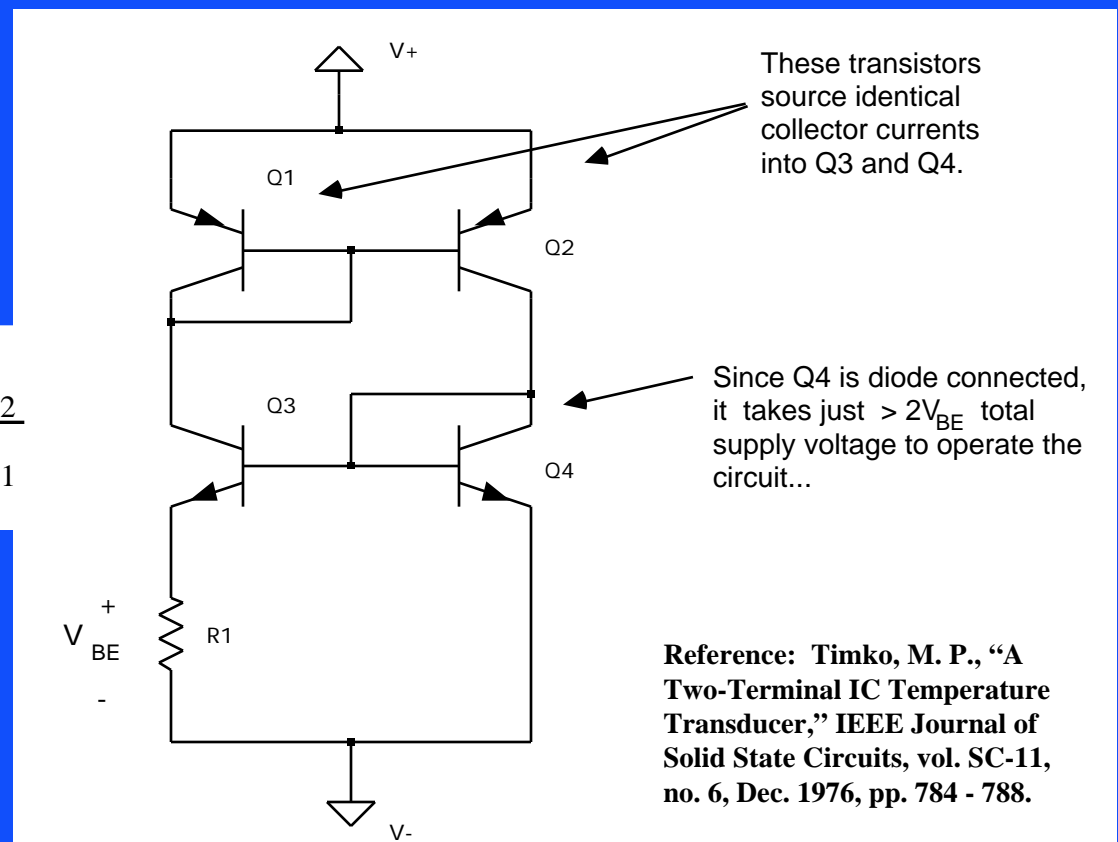 V+
These transistors
source identical
collector currents
into Q3 and Q4.
Q1
Q2
Since Q4 is diode connected,
it takes just > 2VBE total
supply voltage to operate the
circuit...
2
1
Q3
Q4
+
VBE
-
R1
Reference: Timko, M. P., “A
Two-Terminal IC Temperature
Transducer,” IEEE Journal of
Solid State Circuits, vol. SC-11,
no. 6, Dec. 1976, pp. 784 - 788.
V-